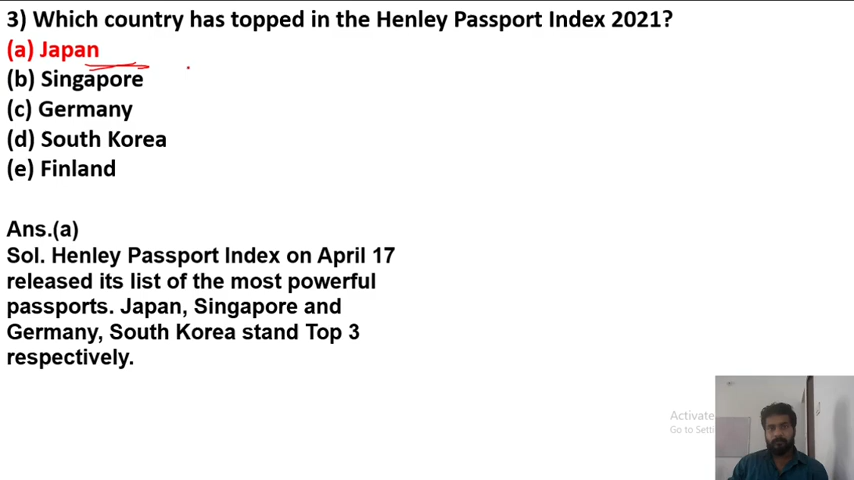 3) Which country has topped in the Henley Passport Index 2021?
(a) Japan
(b) Singapore
(c) Germany
(d) South Korea
(e) Finland
Ans.(a)
Sol. Henley Passport Index on April 17
released its list of the most powerful
passports. Japan, Singapore and
Germany, South Korea stand Top 3
respectively.
Activate
Go to Setti